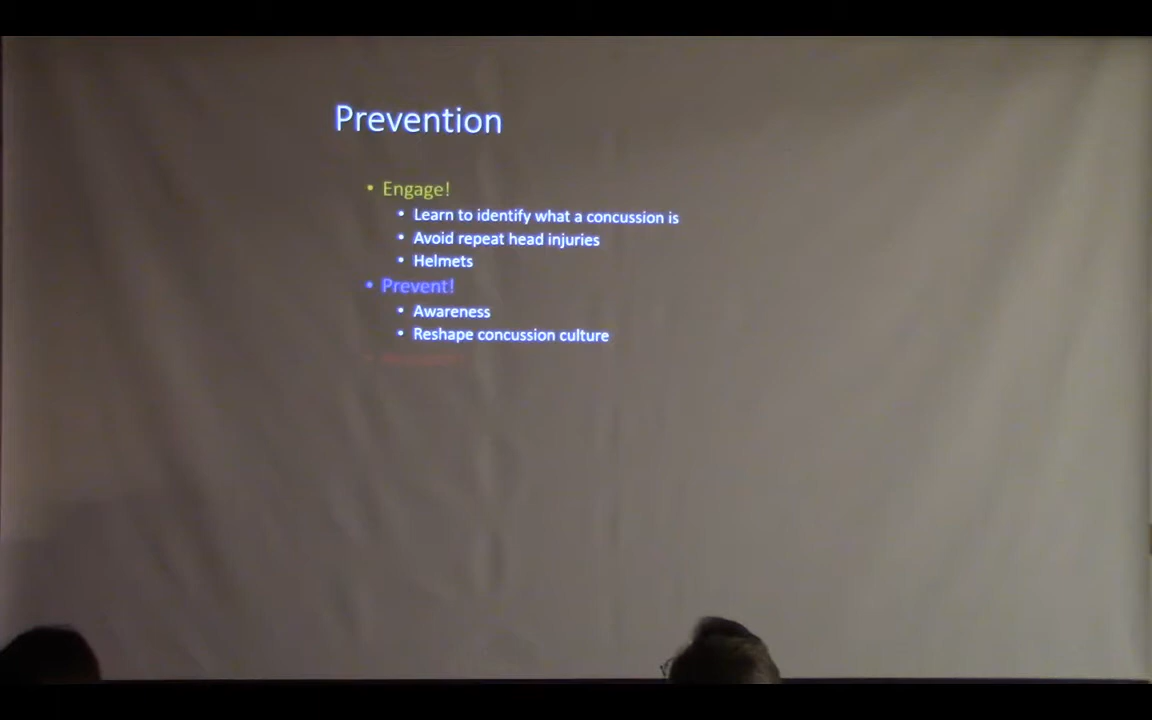 Prevention
• Engage!
• Learn to identify what a concussion is
• Avoid repeat head injuries
• Helmets
• Prevent!
• Awareness
• Reshape concussion culture